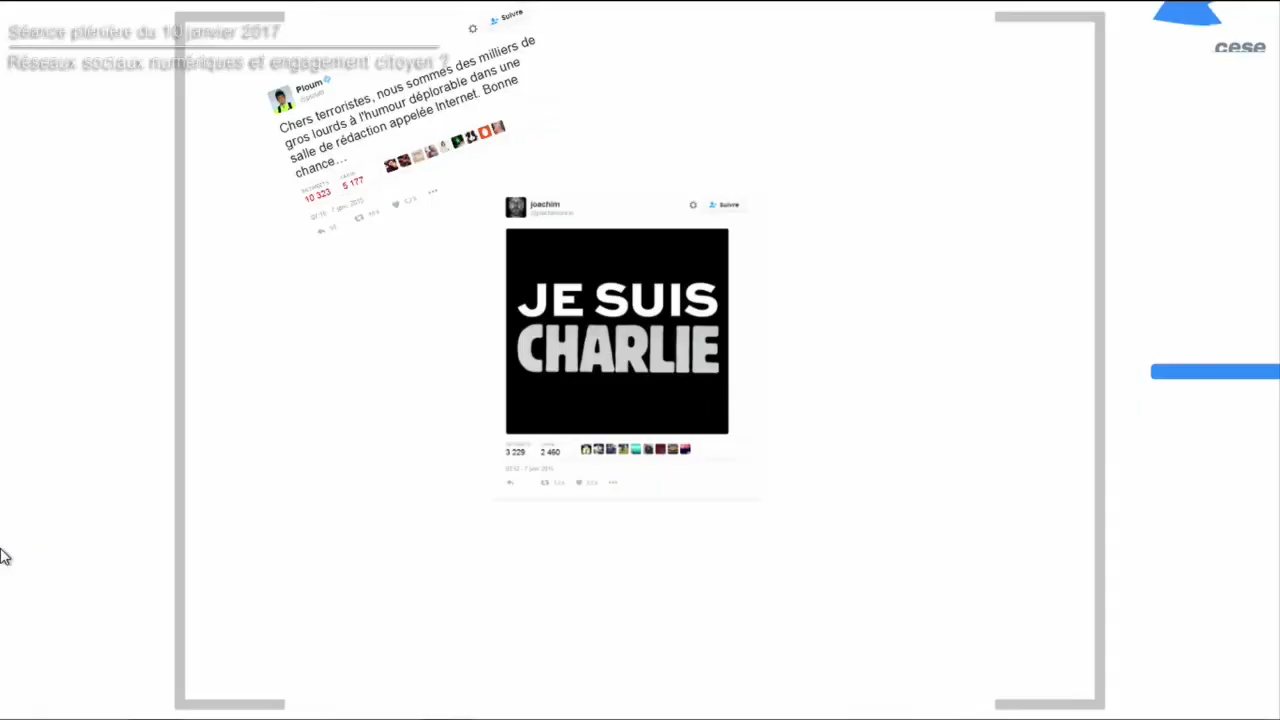 Séance plénière du 10 janvier 2017
Réseaux sociaux numériques et engagement citoyen ?
cese
Suivre
Ploum
@ploum
Chers terroristes, nous sommes des milliers de
gros lourds à l'humour déplorable dans une
salle de rédaction appelée Internet. Bonne
chance...
10 323 5 177
joachim
Suivre
JE SUIS
CHARLIE
3 229 2 460